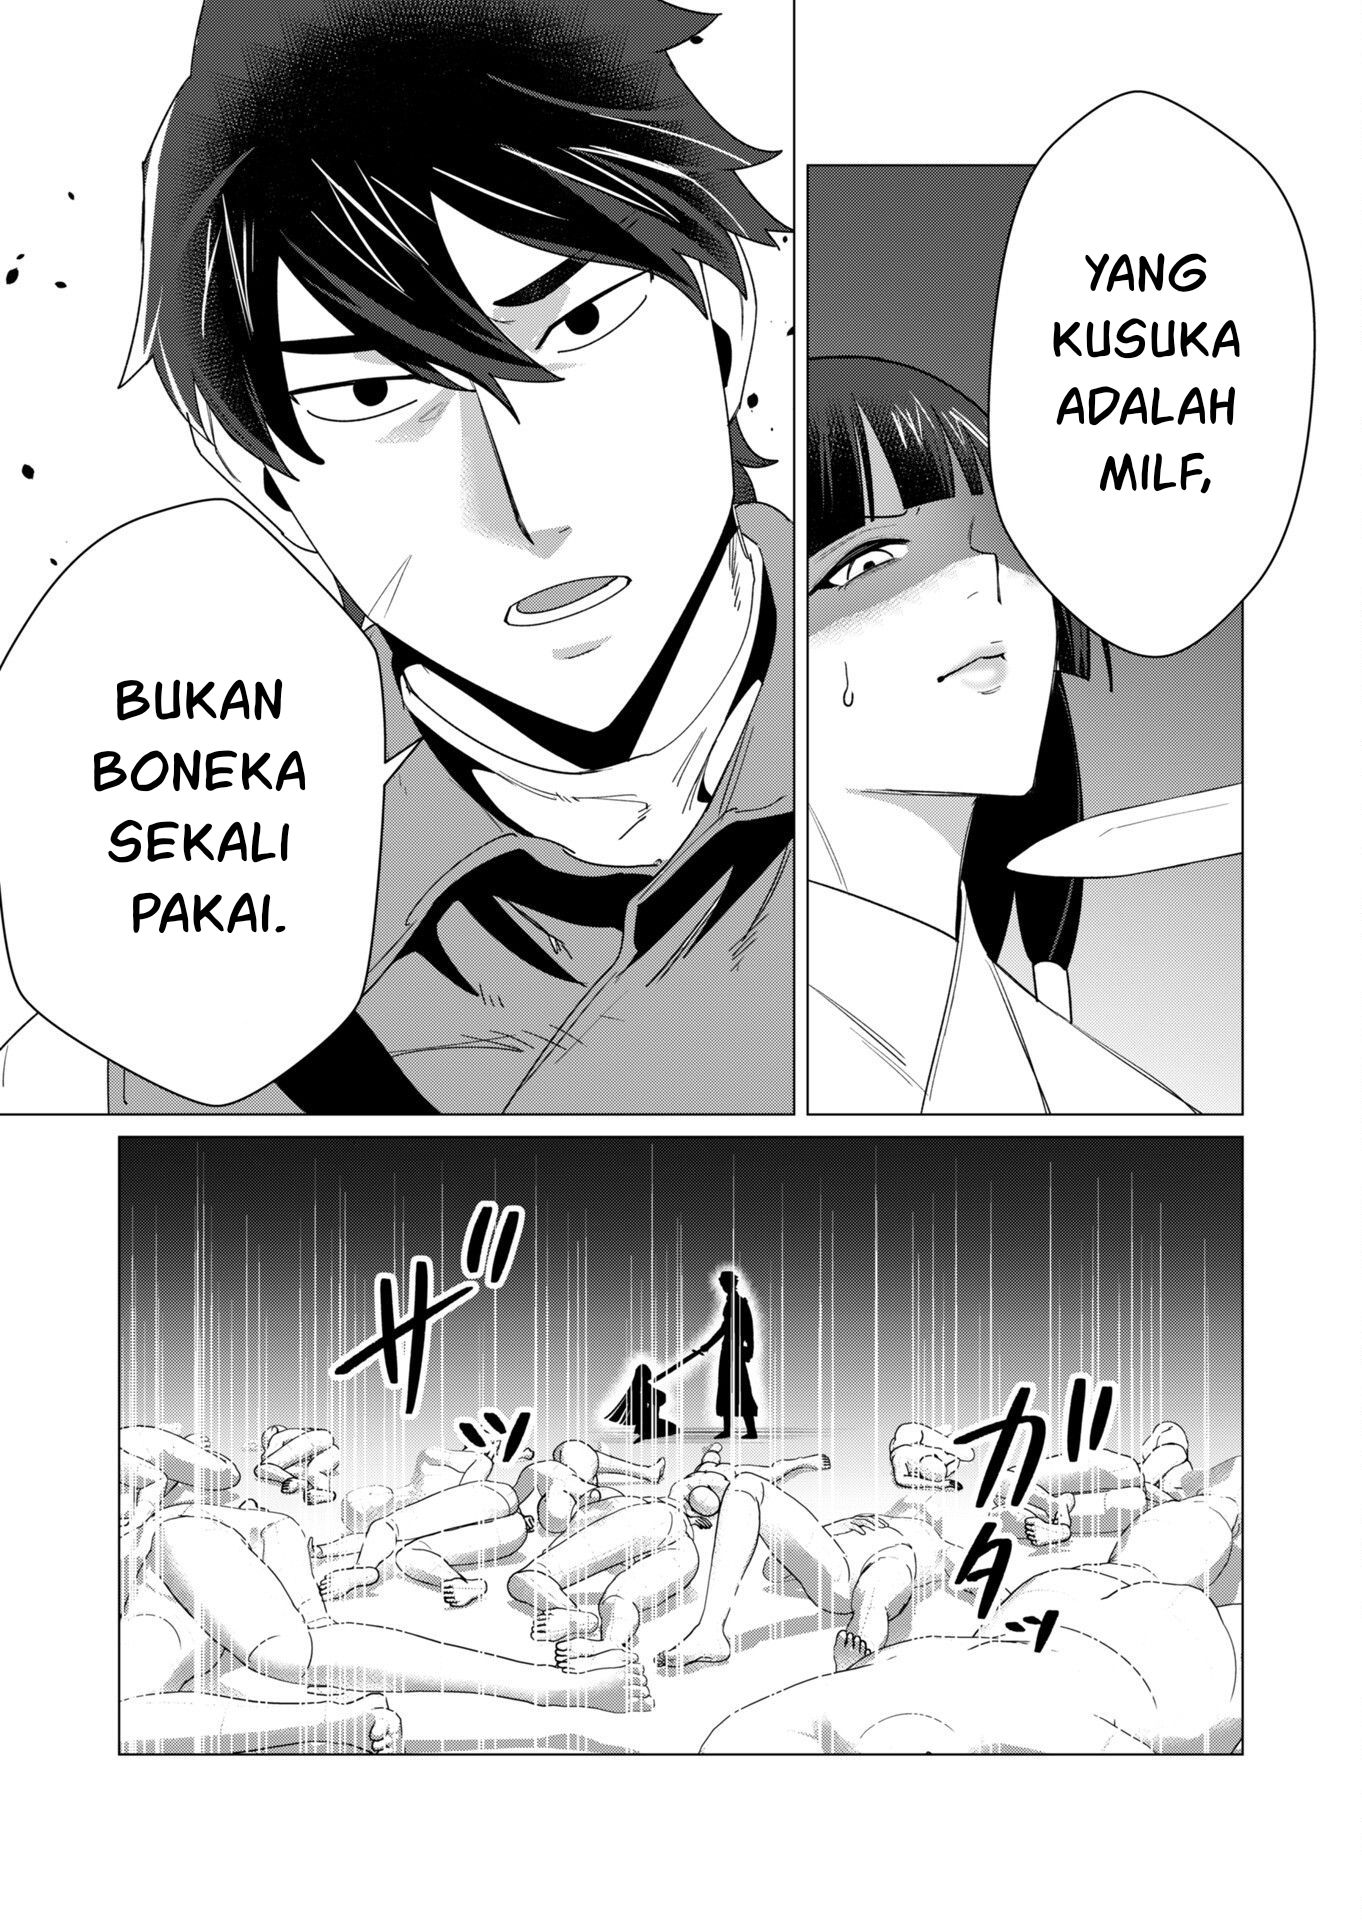 YANG
KUSUKA
ADALAH
MILF,
BUKAN
BONEKA
SEKALI
PAKAI.
ザッ
ガタッ